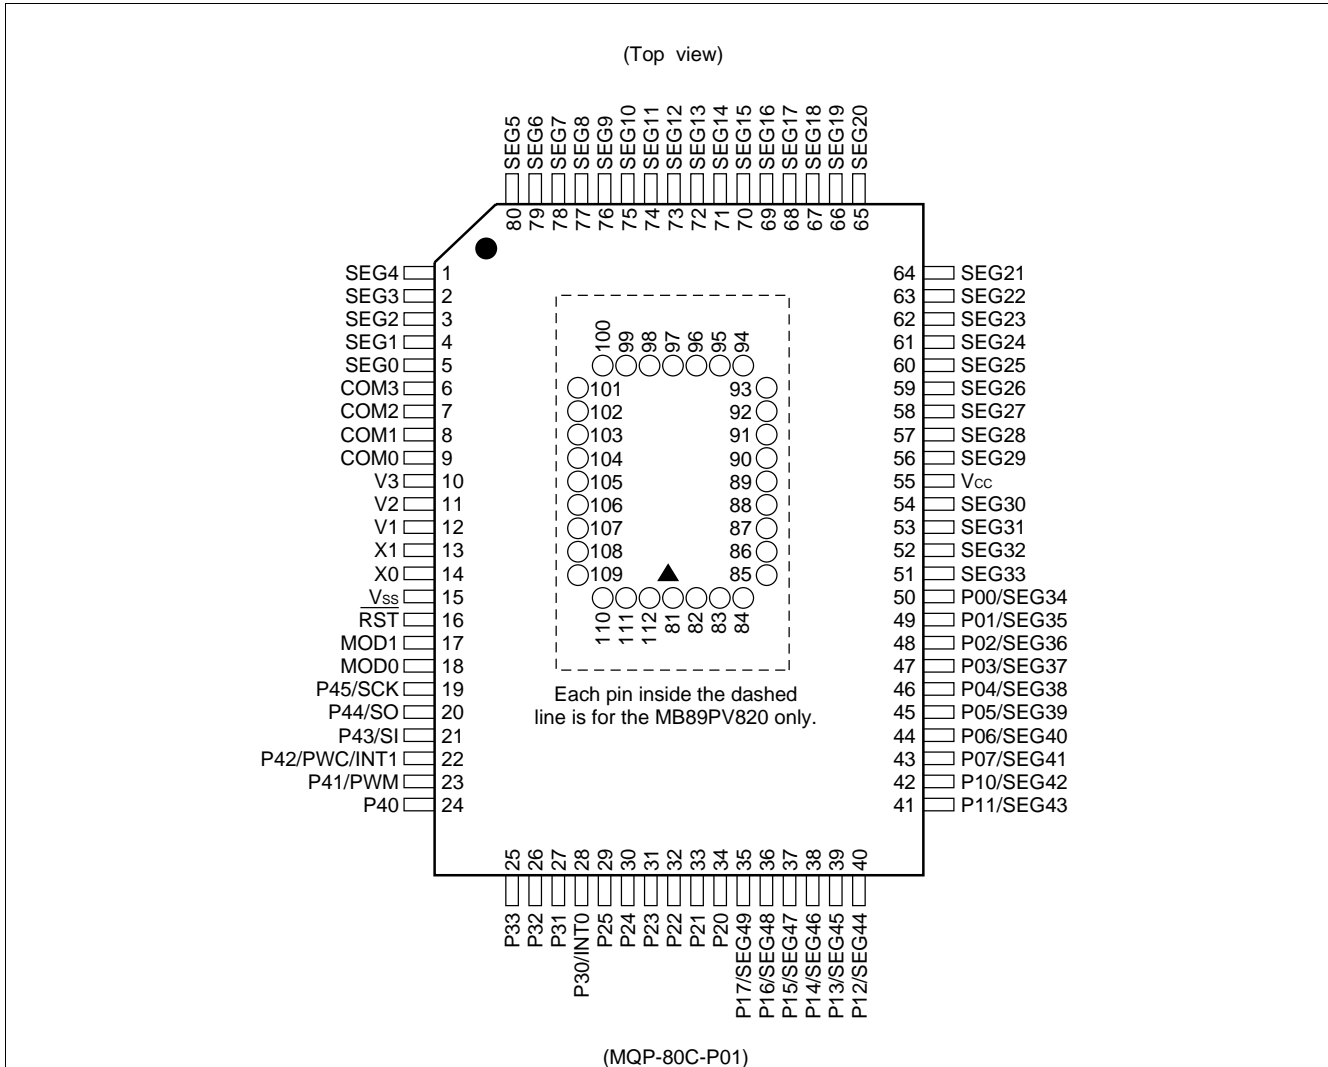 (Top view)
SEG5
SEG6
SEG7
SEG8
SEG9
SEG10
SEG11
SEG12
SEG13
SEG14
SEG15
SEG16
SEG17
SEG18
SEG19
SEG20
80
79
78
77
76
75
74
73
72
71
70
69
68
67
66
65
SEG4 1
SEG3 2
SEG2 3
SEG1 4
SEG0 5
COM3 6
COM2 7
COM1 8
COM0 9
V3 10
V2 11
V1 12
X1 13
X0 14
Vss 15
RST 16
MOD1 17
MOD0 18
P45/SCK 19
P44/SO 20
P43/SI 21
P42/PWC/INT1 22
P41/PWM 23
P40 24
100
99
98
97
96
95
94
101
102
103
104
105
106
107
108
109
93
92
91
90
89
88
87
86
85
110
111
112
81
82
83
84
Each pin inside the dashed
line is for the MB89PV820 only.
64 SEG21
63 SEG22
62 SEG23
61 SEG24
60 SEG25
59 SEG26
58 SEG27
57 SEG28
56 SEG29
55 Vcc
54 SEG30
53 SEG31
52 SEG32
51 SEG33
50 P00/SEG34
49 P01/SEG35
48 P02/SEG36
47 P03/SEG37
46 P04/SEG38
45 P05/SEG39
44 P06/SEG40
43 P07/SEG41
42 P10/SEG42
41 P11/SEG43
25
26
27
28
29
30
31
32
33
34
35
36
37
38
39
40
P33
P32
P31
P30/INT0
P25
P24
P23
P22
P21
P20
P17/SEG49
P16/SEG48
P15/SEG47
P14/SEG46
P13/SEG45
P12/SEG44
(MQP-80C-P01)